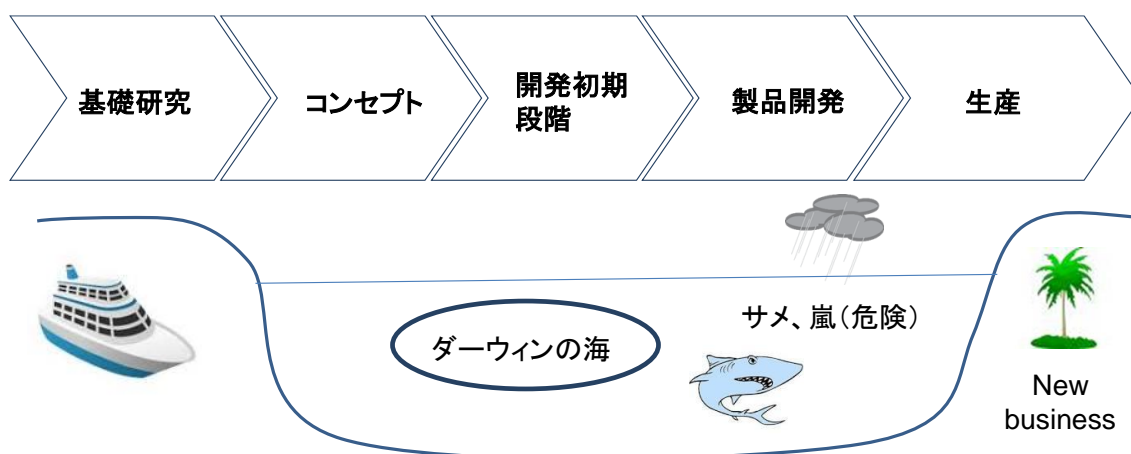 基礎研究
コンセプト
開発初期
段階
製品開発
生産
サメ、嵐(危険)
ダーウィンの海
New
business